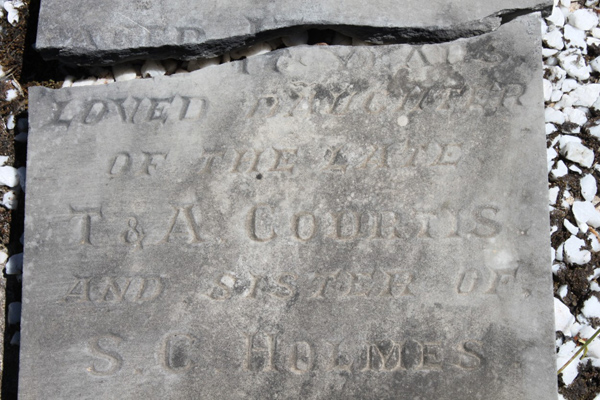 YEARS.
LOVED DAUGHTER
OF THE LATE
T & A COURTIS.
AND SISTER OF,
S.C HOLMES